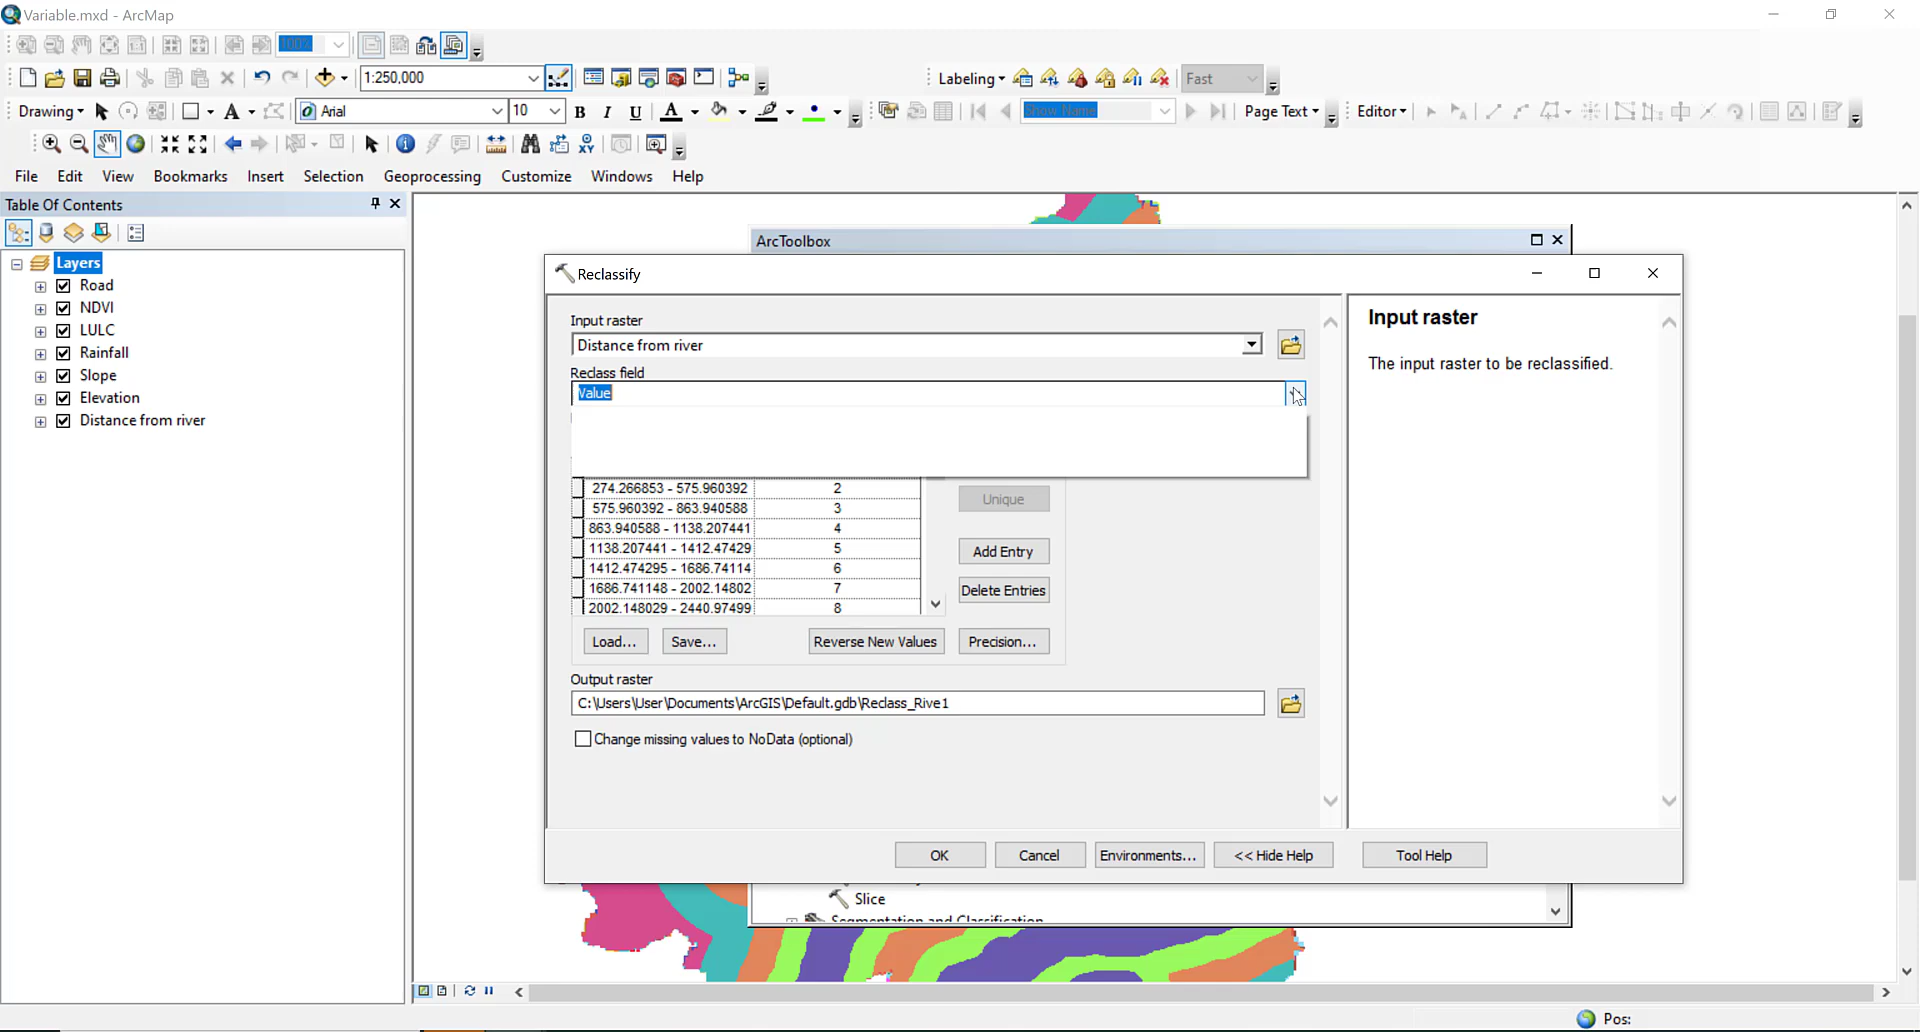 Variable.mxd - ArcMap
100%
1:250,000
Labeling
Fast
Drawing
Arial
10
B I U A
Show Name
Page Text
Editor
File Edit View Bookmarks Insert Selection Geoprocessing Customize Windows Help
Table Of Contents
Layers
Road
NDVI
LULC
Rainfall
Slope
Elevation
Distance from river
ArcToolbox
Reclassify
Input raster
Distance from river
Reclass field
Value
274.266853 - 575.960392 2
575.960392 - 863.940588 3
863.940588 - 1138.207441 4
1138.207441 - 1412.47429 5
1412.474295 - 1686.74114 6
1686.741148 - 2002.14802 7
2002.148029 - 2440.97499 8
Unique
Add Entry
Delete Entries
Load...
Save...
Reverse New Values
Precision...
Output raster
C:\Users\User\Documents\ArcGIS\Default.gdb\Reclass_Rive1
Change missing values to NoData (optional)
OK
Cancel
Environments...
<< Hide Help
Tool Help
Input raster
The input raster to be reclassified.
Slice
Segmentation and Classification
Pos: